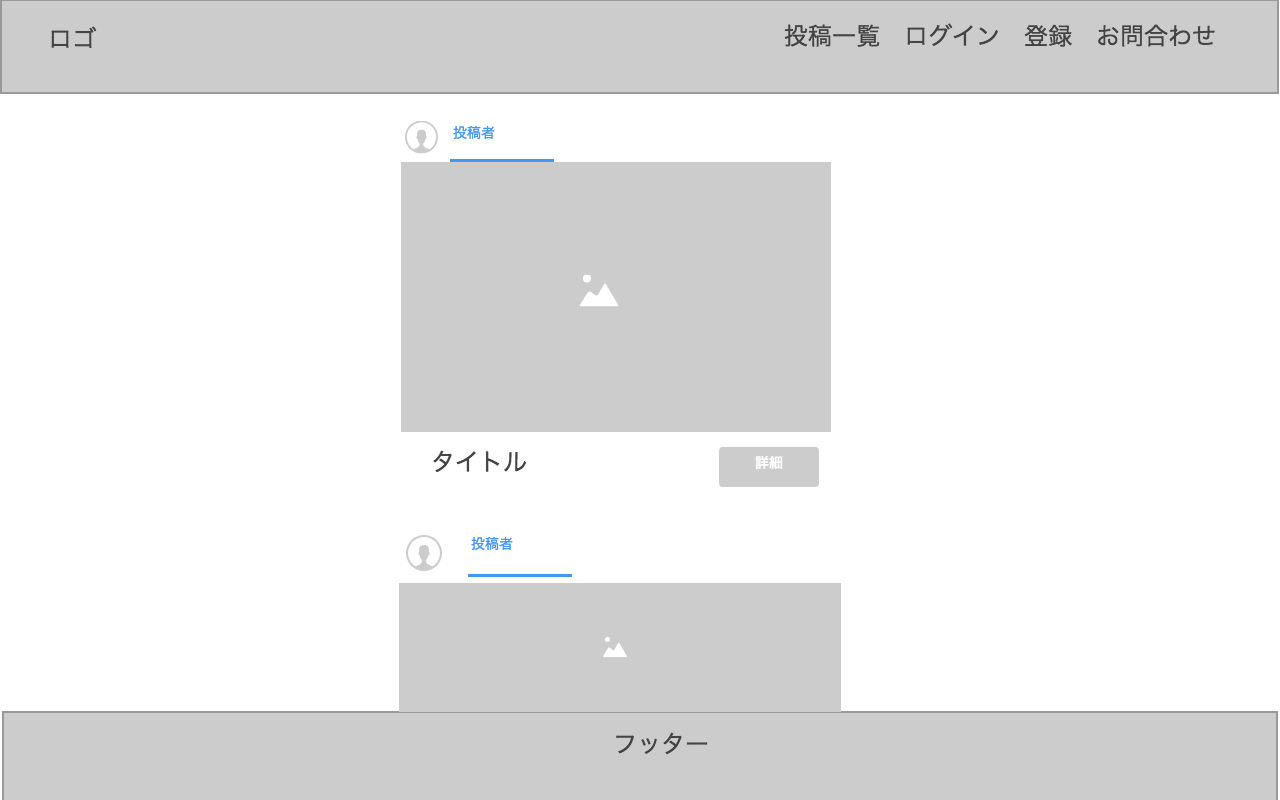 ロゴ
投稿一覧 ログイン 登録 お問合わせ
投稿者
タイトル
詳細
投稿者
フッター